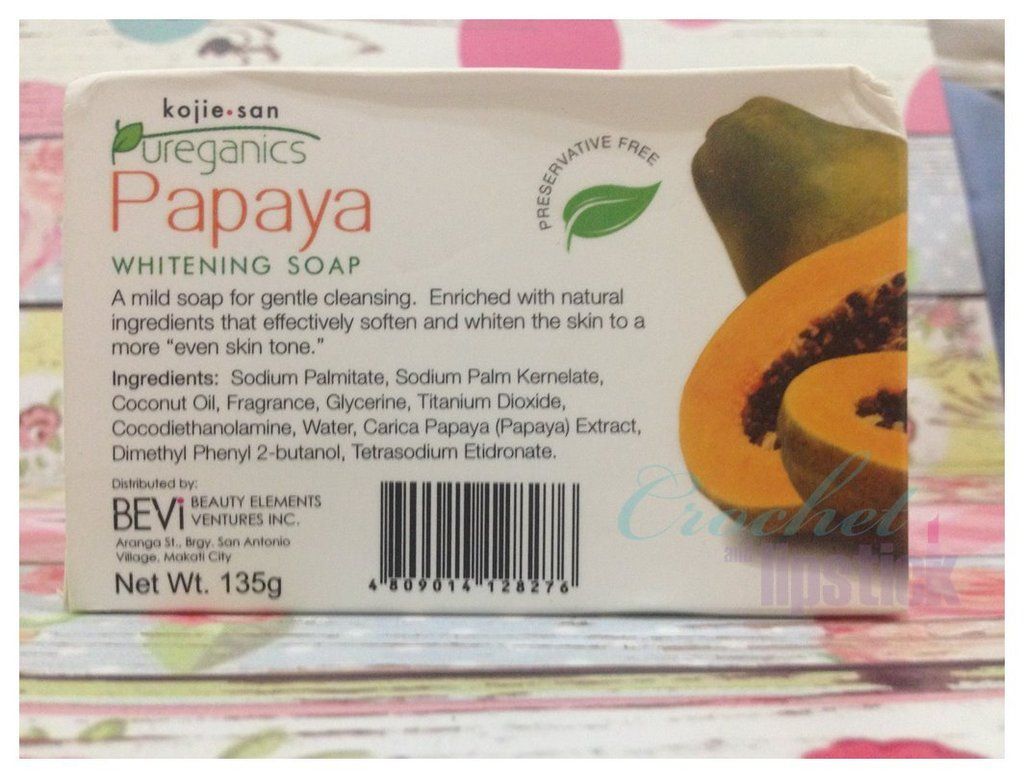 kojie•san
Pureganics
Papaya
WHITENING SOAP
PRESERVATIVE FREE
A mild soap for gentle cleansing. Enriched with natural
ingredients that effectively soften and whiten the skin to a
more “even skin tone.”
Ingredients: Sodium Palmitate, Sodium Palm Kernelate,
Coconut Oil, Fragrance, Glycerine, Titanium Dioxide,
Cocodiethanolamine, Water, Carica Papaya (Papaya) Extract,
Dimethyl Phenyl 2-butanol, Tetrasodium Etidronate.
Distributed by:
BEVi BEAUTY ELEMENTS
VENTURES INC.
Aranga St., Brgy. San Antonio
Village, Makati City
Net Wt. 135g
4 809014 128276
Crochet
and lipstick